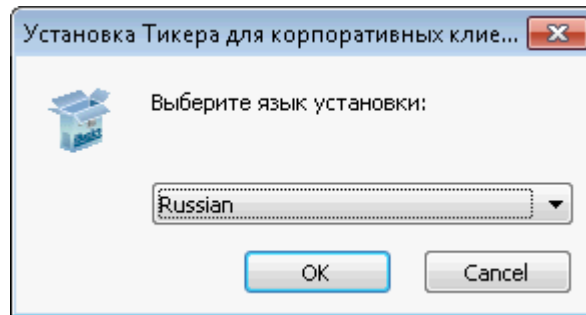 Установка Тикера для корпоративных клие...
Выберите язык установки:
Russian
OK
Cancel